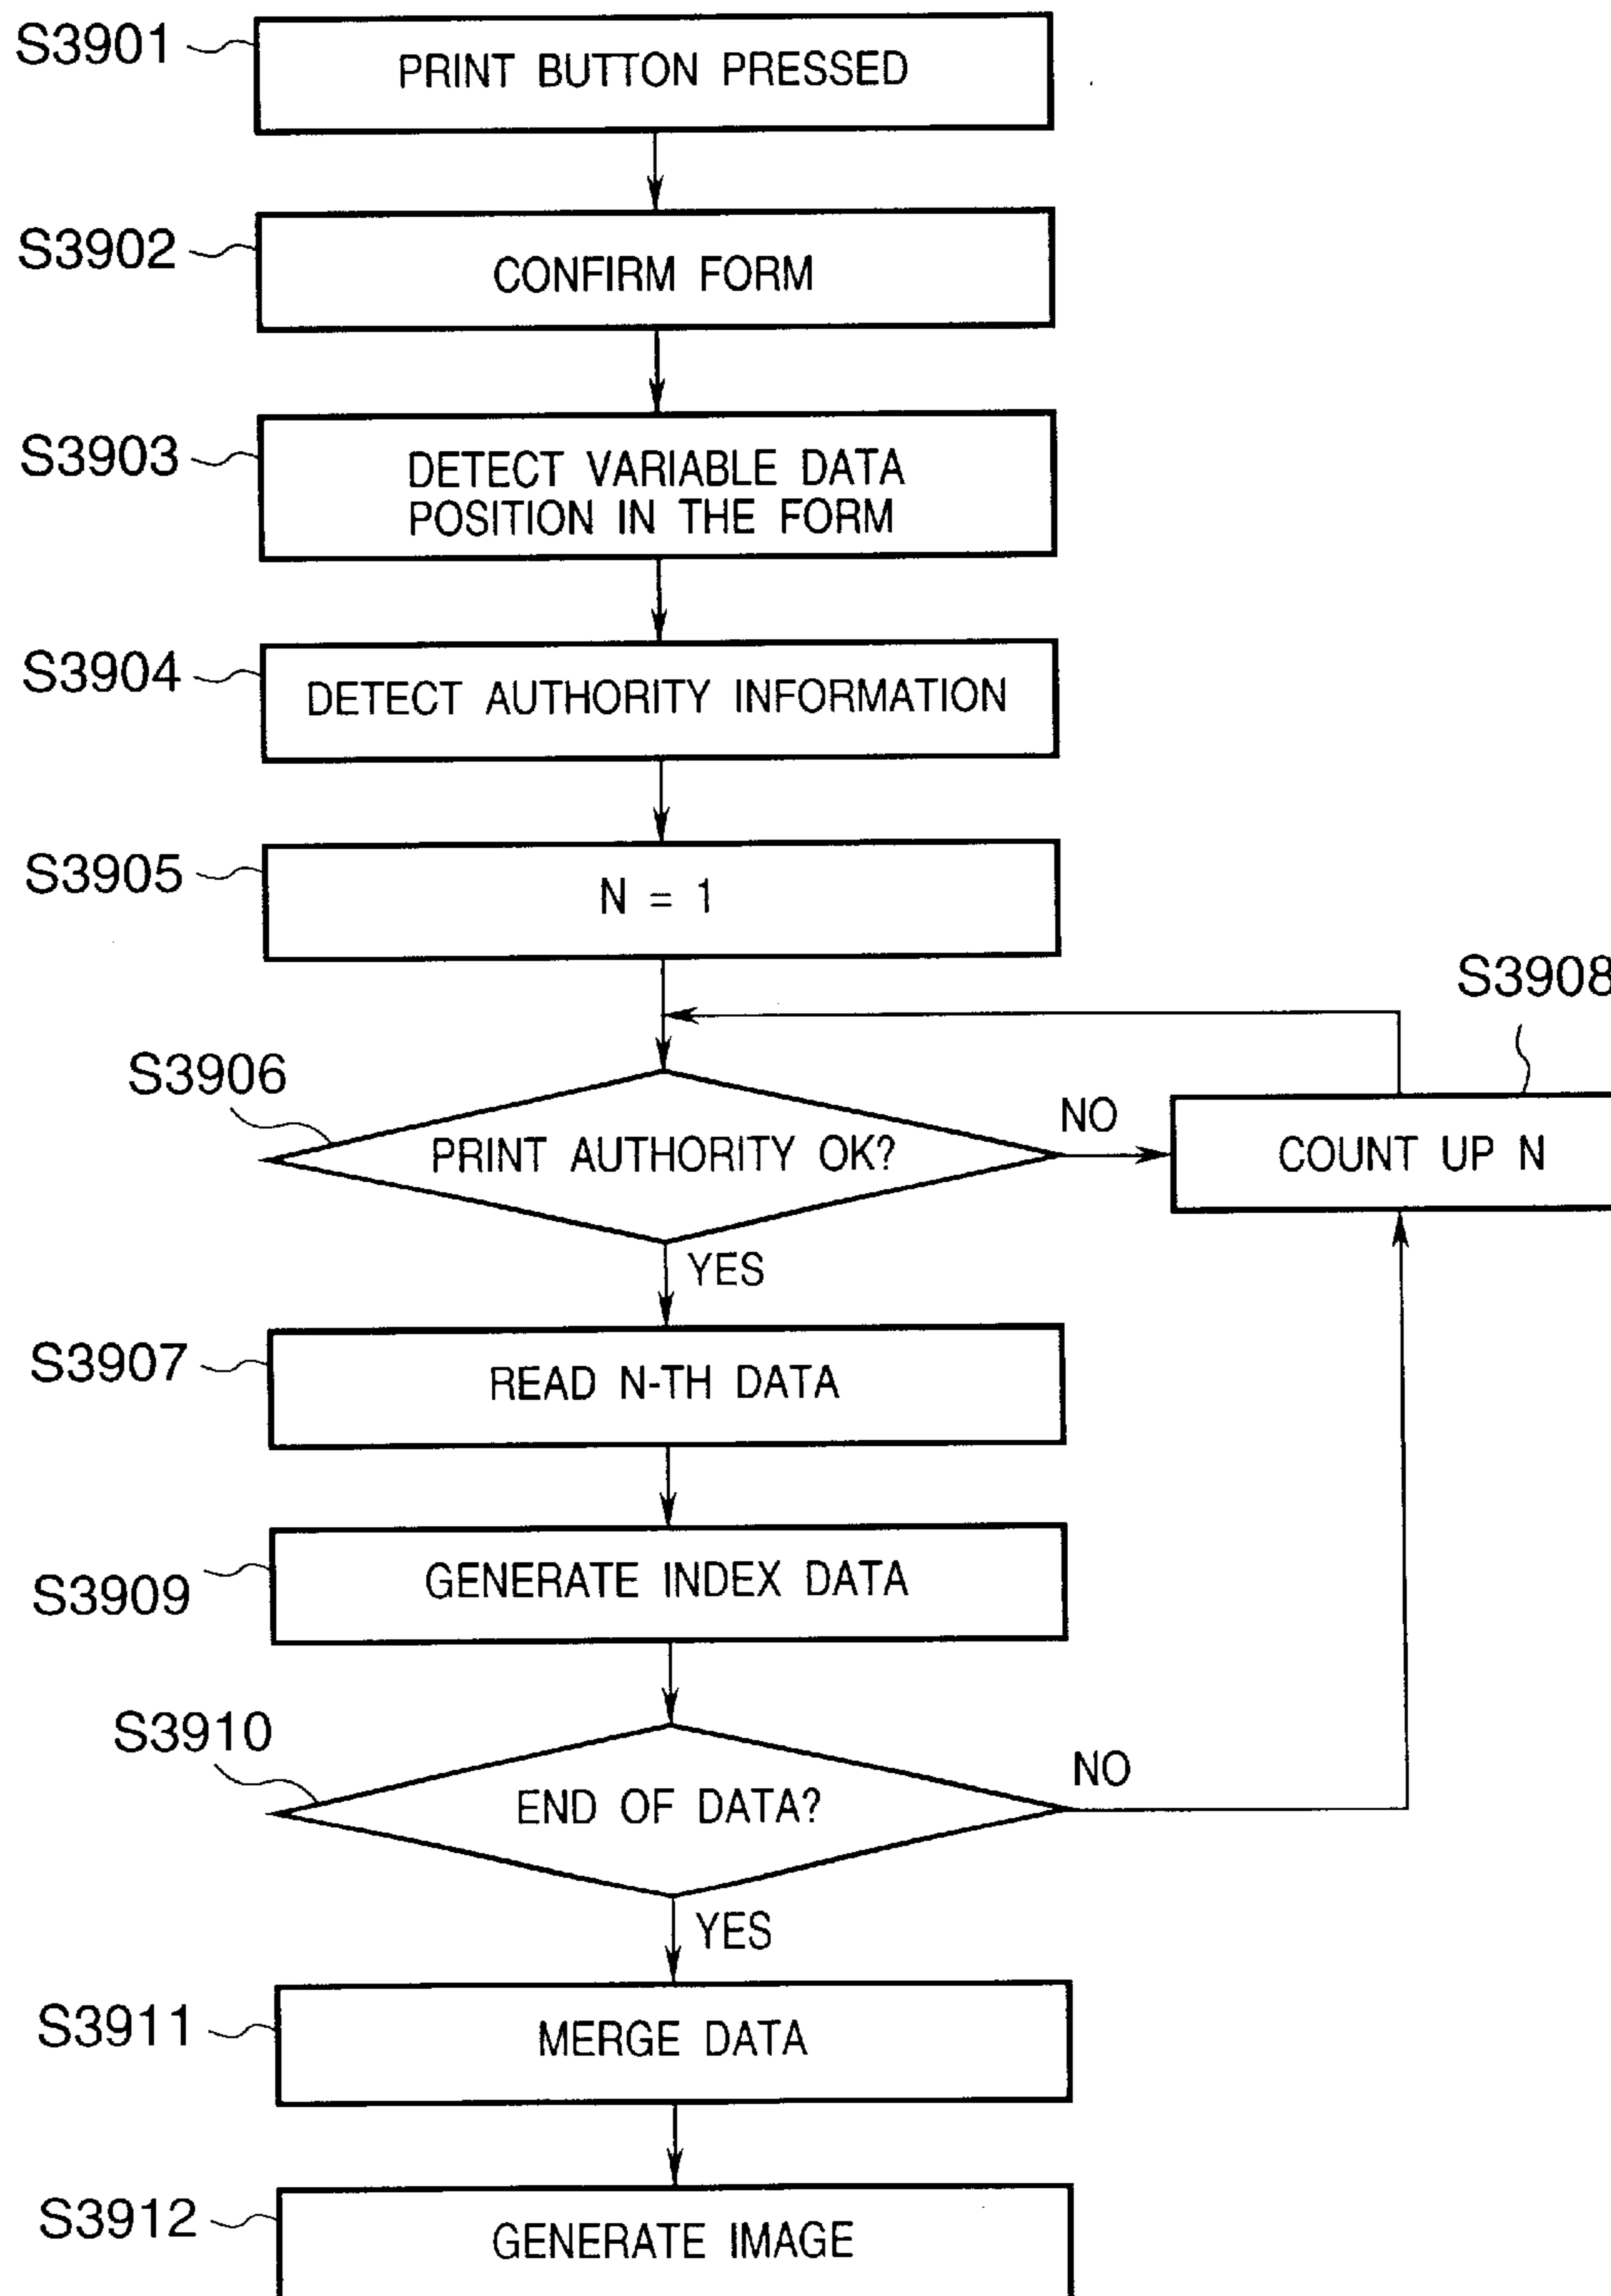 S3901
PRINT BUTTON PRESSED
S3902
CONFIRM FORM
S3903
DETECT VARIABLE DATA
POSITION IN THE FORM
S3904
DETECT AUTHORITY INFORMATION
S3905
N = 1
S3908
S3906
PRINT AUTHORITY OK?
NO
COUNT UP N
YES
S3907
READ N-TH DATA
S3909
GENERATE INDEX DATA
S3910
END OF DATA?
NO
YES
S3911
MERGE DATA
S3912
GENERATE IMAGE